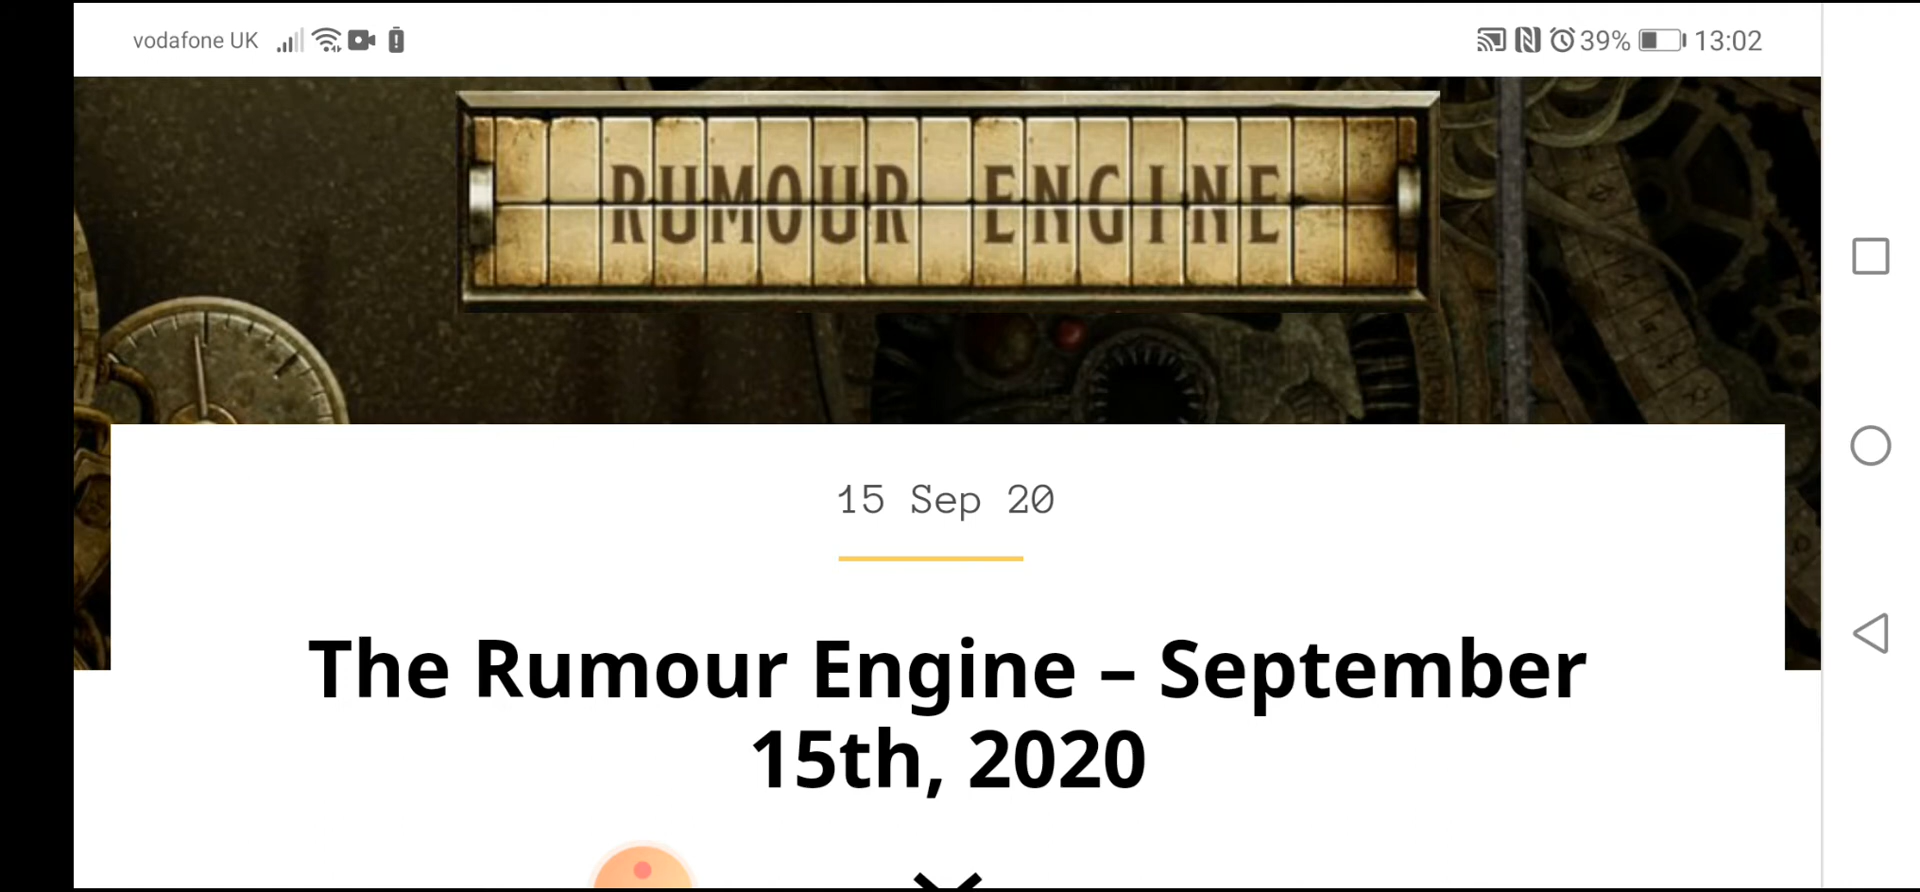 vodafone UK
39% 13:02
RUMOUR ENGINE
15 Sep 20
The Rumour Engine – September
15th, 2020